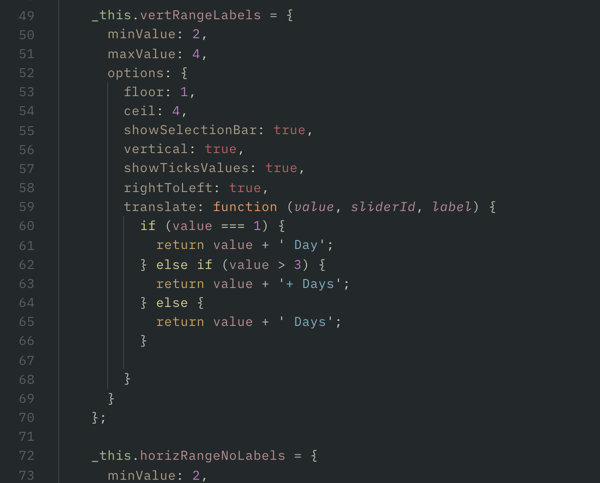 49 _this.vertRangeLabels = {
50 minValue: 2,
51 maxValue: 4,
52 options: {
53 floor: 1,
54 ceil: 4,
55 showSelectionBar: true,
56 vertical: true,
57 showTicksValues: true,
58 rightToLeft: true,
59 translate: function (value, sliderId, label) {
60 if (value === 1) {
61 return value + ' Day';
62 } else if (value > 3) {
63 return value + '+ Days';
64 } else {
65 return value + ' Days';
66 }
67
68 }
69 }
70 };
71
72 _this.horizRangeNoLabels = {
73 minValue: 2,